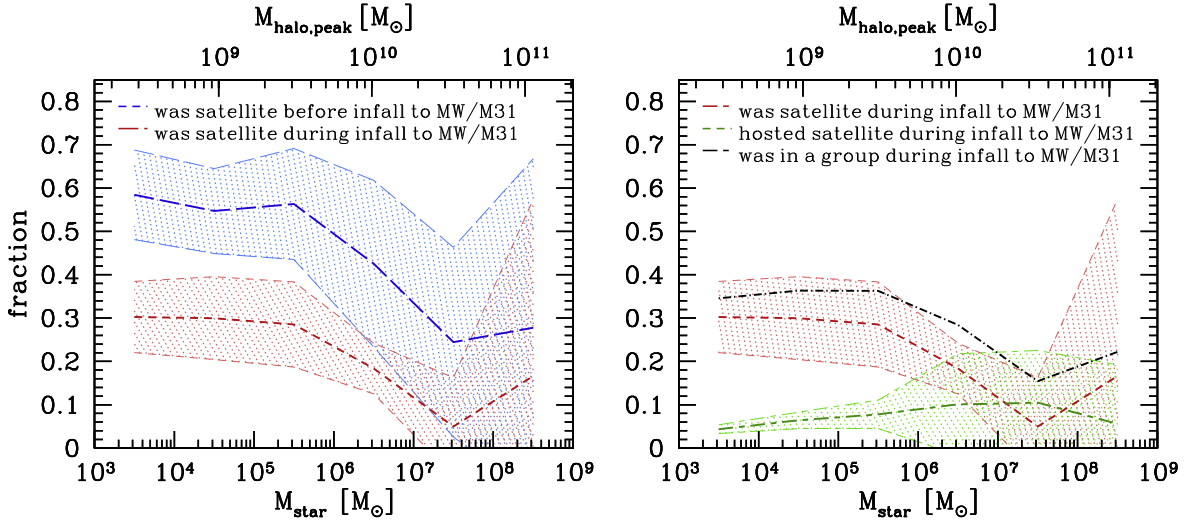 M_halo,peak [M_⊙]
10^9 10^10 10^11
0.8
0.7
0.6
0.5
0.4
0.3
0.2
0.1
0
fraction
was satellite before infall to MW/M31
was satellite during infall to MW/M31
10^3 10^4 10^5 10^6 10^7 10^8 10^9
M_star [M_⊙]
M_halo,peak [M_⊙]
10^9 10^10 10^11
0.8
0.7
0.6
0.5
0.4
0.3
0.2
0.1
0
was satellite during infall to MW/M31
hosted satellite during infall to MW/M31
was in a group during infall to MW/M31
10^3 10^4 10^5 10^6 10^7 10^8 10^9
M_star [M_⊙]